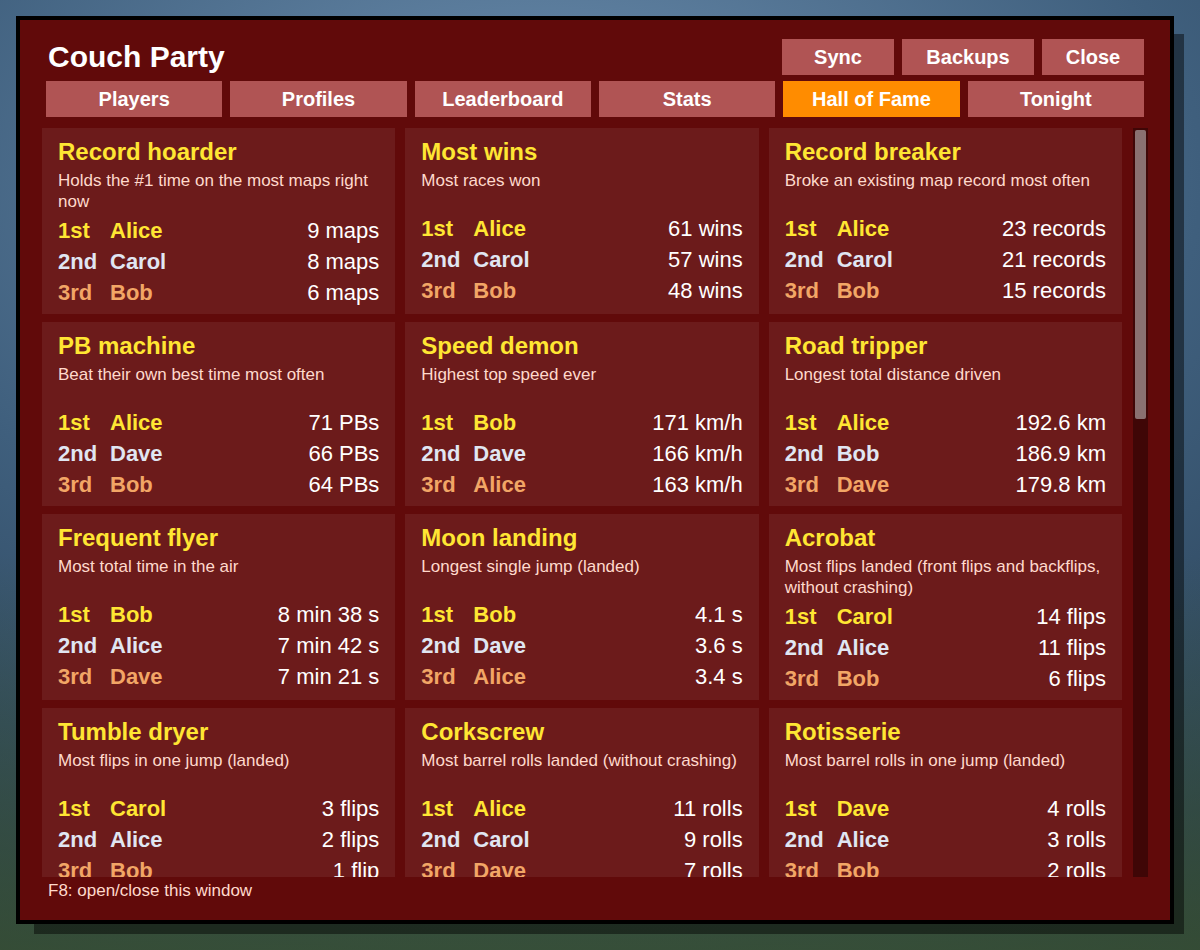 Couch Party
Sync Backups Close
Players Profiles Leaderboard Stats Hall of Fame Tonight
Record hoarder
Holds the #1 time on the most maps right
now
1st Alice 9 maps
2nd Carol 8 maps
3rd Bob 6 maps
Most wins
Most races won
1st Alice 61 wins
2nd Carol 57 wins
3rd Bob 48 wins
Record breaker
Broke an existing map record most often
1st Alice 23 records
2nd Carol 21 records
3rd Bob 15 records
PB machine
Beat their own best time most often
1st Alice 71 PBs
2nd Dave 66 PBs
3rd Bob 64 PBs
Speed demon
Highest top speed ever
1st Bob 171 km/h
2nd Dave 166 km/h
3rd Alice 163 km/h
Road tripper
Longest total distance driven
1st Alice 192.6 km
2nd Bob 186.9 km
3rd Dave 179.8 km
Frequent flyer
Most total time in the air
1st Bob 8 min 38 s
2nd Alice 7 min 42 s
3rd Dave 7 min 21 s
Moon landing
Longest single jump (landed)
1st Bob 4.1 s
2nd Dave 3.6 s
3rd Alice 3.4 s
Acrobat
Most flips landed (front flips and backflips,
without crashing)
1st Carol 14 flips
2nd Alice 11 flips
3rd Bob 6 flips
Tumble dryer
Most flips in one jump (landed)
1st Carol 3 flips
2nd Alice 2 flips
3rd Bob 1 flip
Corkscrew
Most barrel rolls landed (without crashing)
1st Alice 11 rolls
2nd Carol 9 rolls
3rd Dave 7 rolls
Rotisserie
Most barrel rolls in one jump (landed)
1st Dave 4 rolls
2nd Alice 3 rolls
3rd Bob 2 rolls
F8: open/close this window